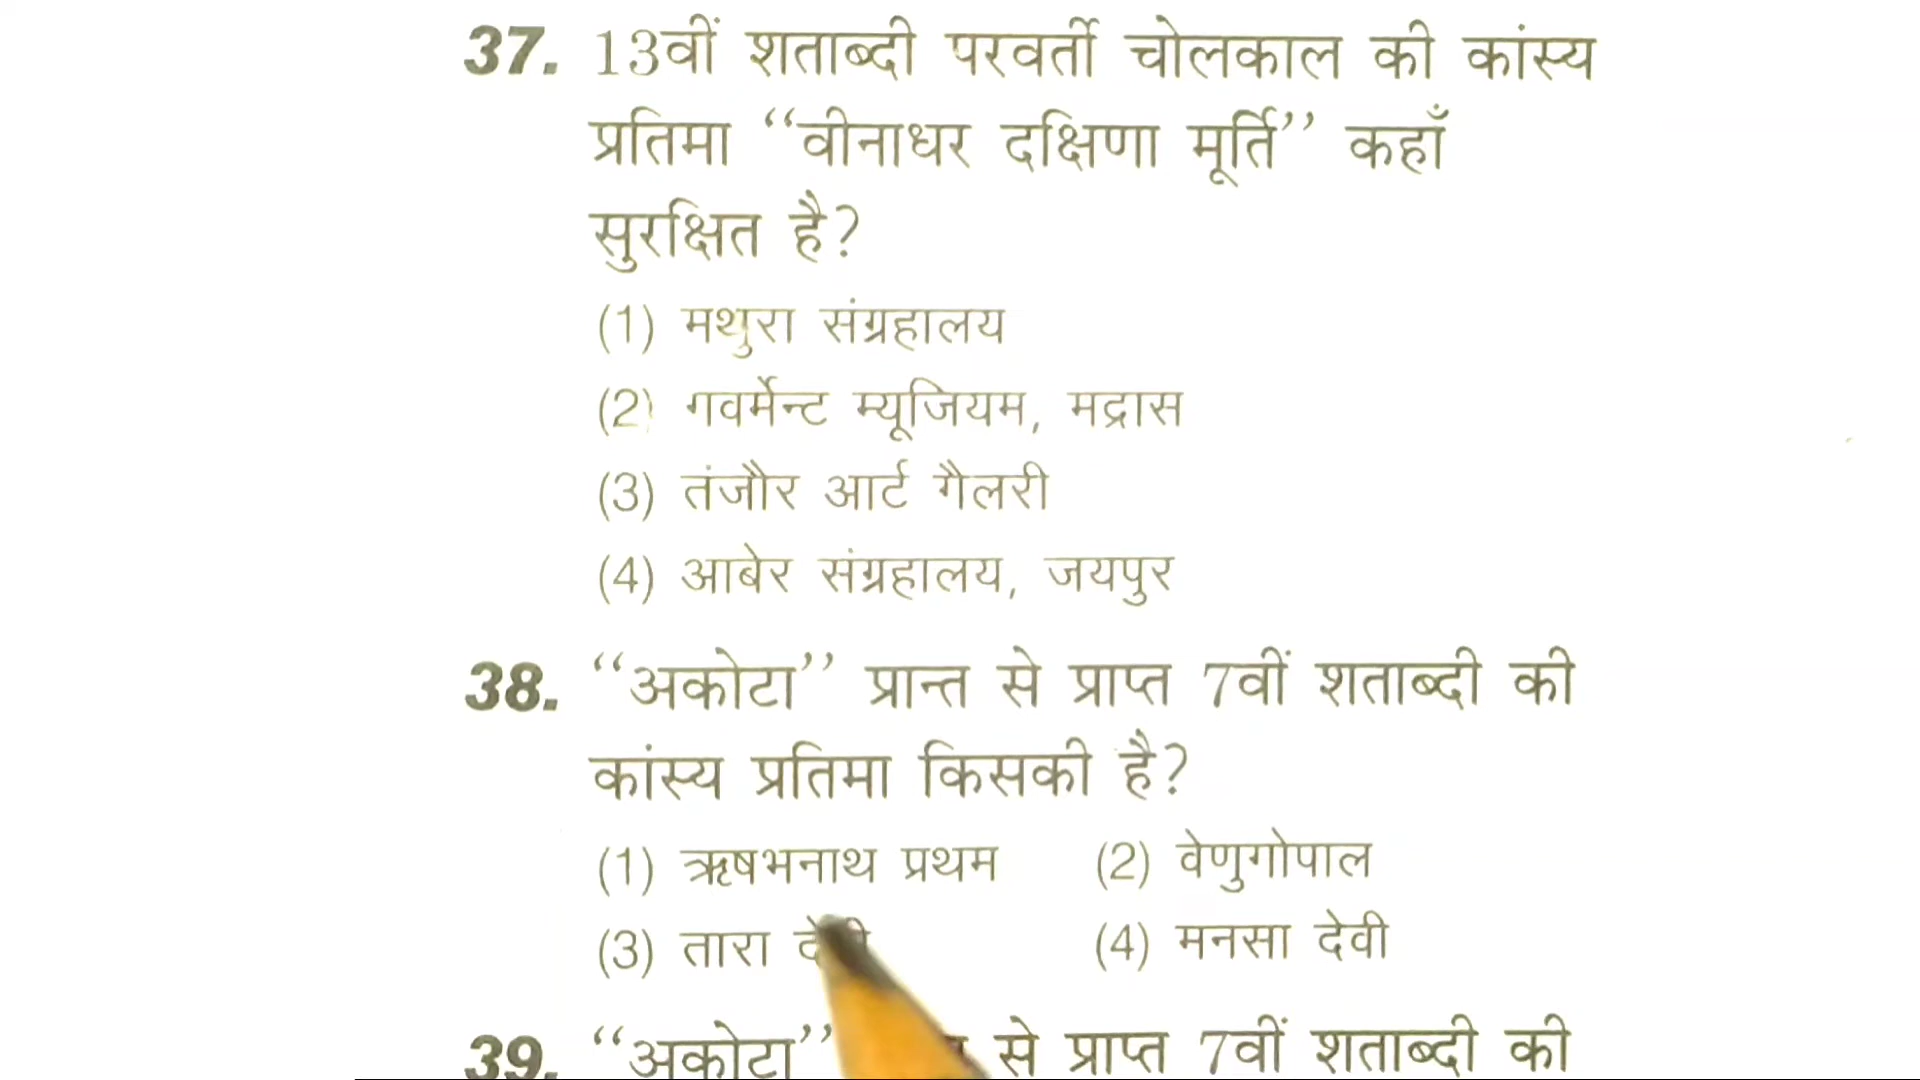 37. 13वीं शताब्दी परवर्ती चोलकाल की कांस्य
प्रतिमा ‘‘वीनाधर दक्षिणा मूर्ति’’ कहाँ
सुरक्षित है?
(1) मथुरा संग्रहालय
(2) गवर्मेन्ट म्यूजियम, मद्रास
(3) तंजौर आर्ट गैलरी
(4) आबेर संग्रहालय, जयपुर
38. ‘‘अकोटा’’ प्रान्त से प्राप्त 7वीं शताब्दी की
कांस्य प्रतिमा किसकी है?
(1) ऋषभनाथ प्रथम (2) वेणुगोपाल
(3) तारा (4) मनसा देवी
39. ‘‘अकोटा’’ से प्राप्त 7वीं शताब्दी की